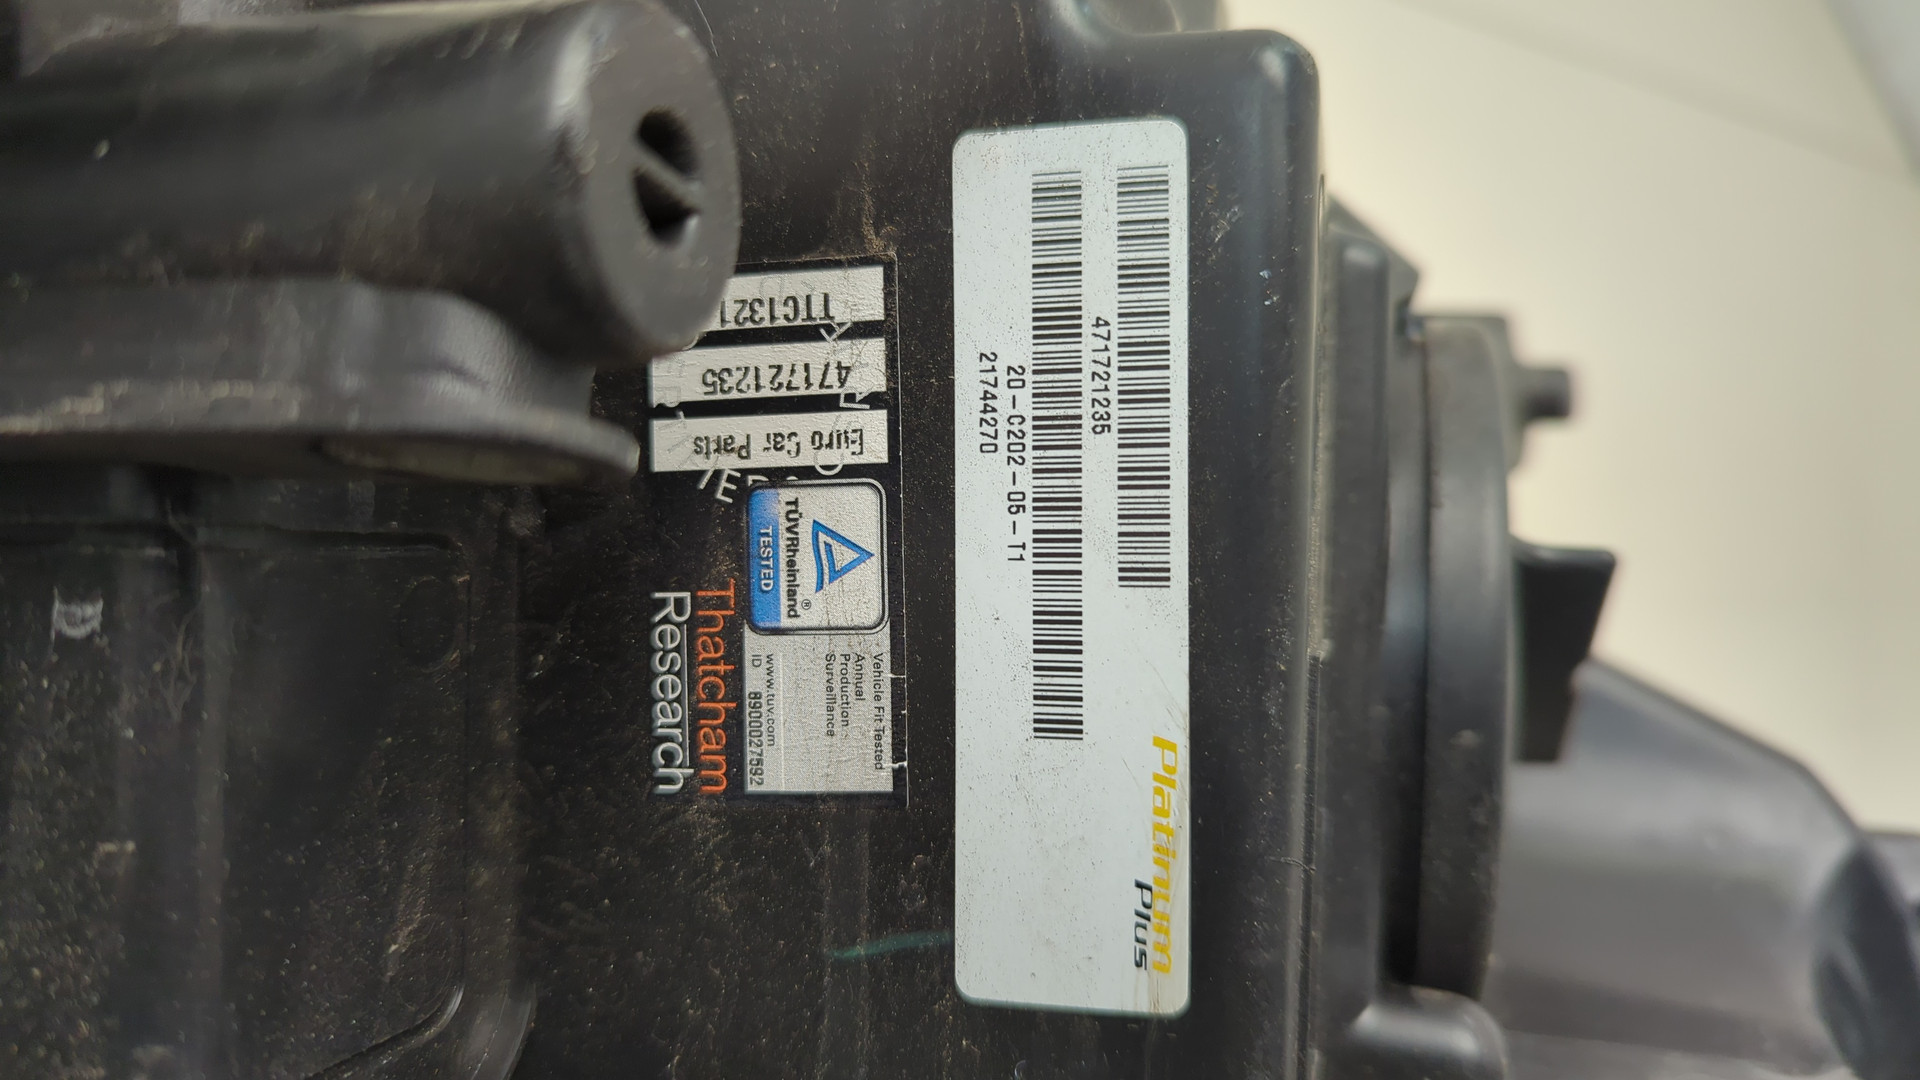 Platinum
Plus
471721235
20-C202-05-T1
21744270
Vehicle Fit Tested
Annual
Production
Surveillance
www.tuv.com
ID 8900027592
TÜVRheinland®
TESTED
Thatcham
Research
Euro Car Parts
471721235
TTC1321